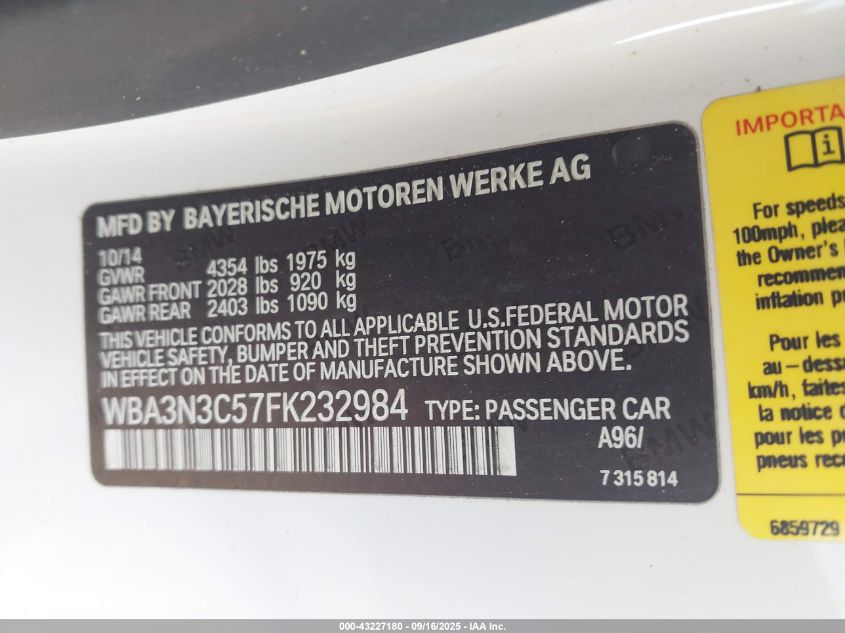 MFD BY BAYERISCHE MOTOREN WERKE AG
10/14
GVWR 4354 lbs 1975 kg
GAWR FRONT 2028 lbs 920 kg
GAWR REAR 2403 lbs 1090 kg
THIS VEHICLE CONFORMS TO ALL APPLICABLE U.S.FEDERAL MOTOR
VEHICLE SAFETY, BUMPER AND THEFT PREVENTION STANDARDS
IN EFFECT ON THE DATE OF MANUFACTURE SHOWN ABOVE.
WBA3N3C57FK232984 TYPE: PASSENGER CAR
A96/
7 315 814
IMPORTA
i
For speeds
100mph, plea
the Owner's
recommen
inflation p
Pour les
au - dess
km/h, faites
la notice
pour les p
pneus rec
6859729
000-43227180 - 09/16/2025 - IAA Inc.